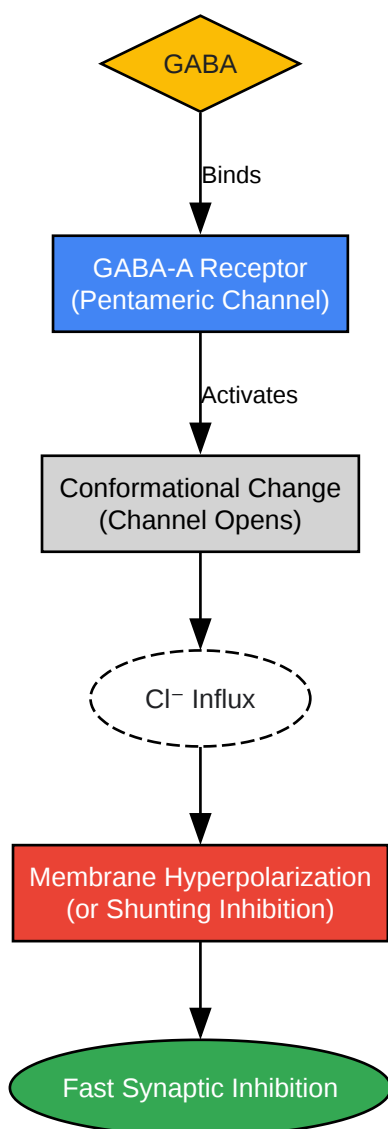 GABA
Binds
GABA-A Receptor
(Pentameric Channel)
Activates
Conformational Change
(Channel Opens)
Cl⁻ Influx
Membrane Hyperpolarization
(or Shunting Inhibition)
Fast Synaptic Inhibition